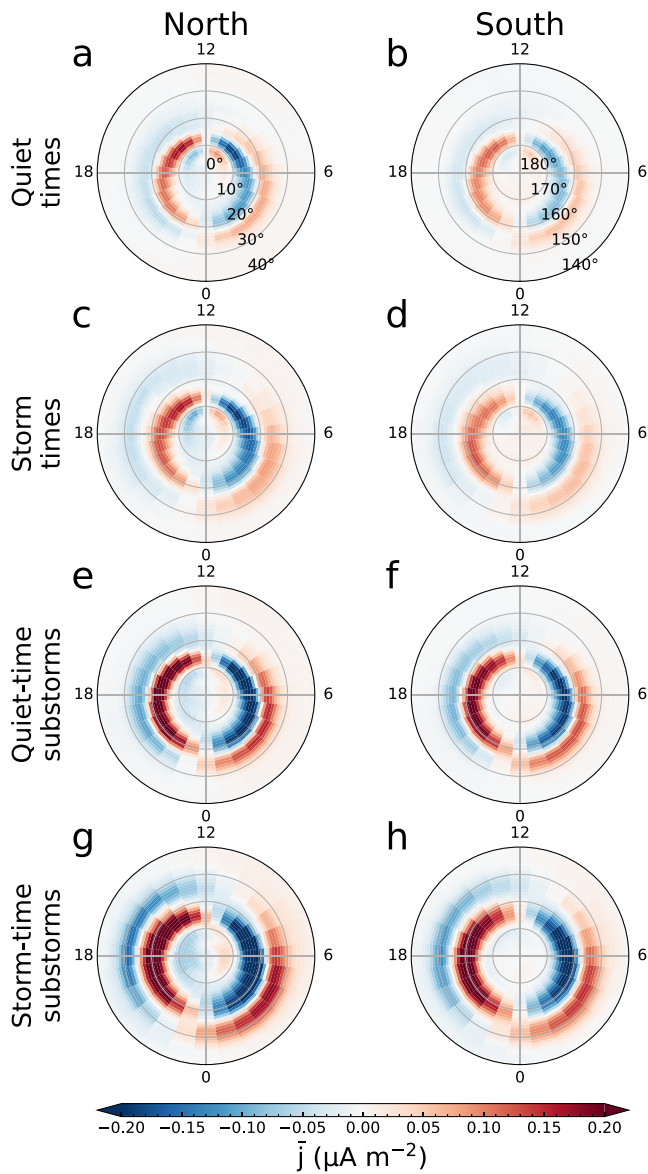 North South
a 12 b 12
Quiet
times
18 0° 6 180° 6
10° 170°
20° 160°
30° 150°
40° 140°
0 0
c 12 d 12
Storm
times
18 6 18 6
0 0
e 12 f 12
Quiet-time
substorms
18 6 18 6
0 0
g 12 h 12
Storm-time
substorms
18 6 18 6
0 0
−0.20 −0.15 −0.10 −0.05 0.00 0.05 0.10 0.15 0.20
j̄ (μA m⁻²)